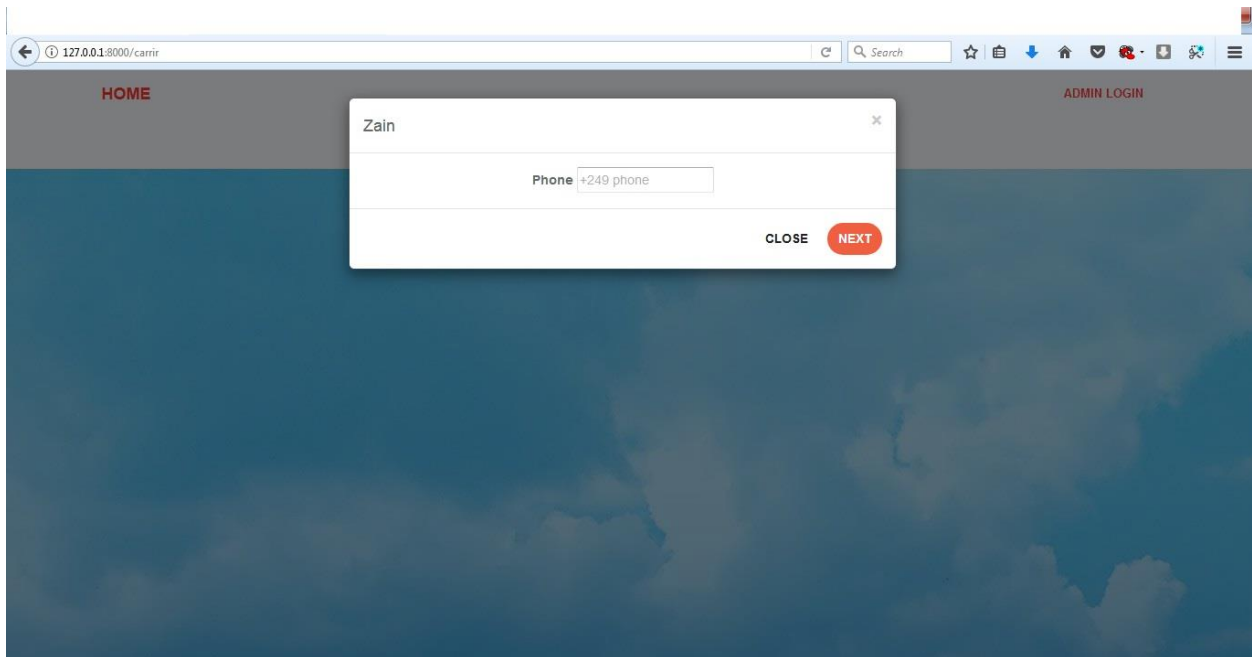 127.0.0.1:8000/carrir
Search
HOME
ADMIN LOGIN
Zain
×
Phone +249 phone
CLOSE NEXT